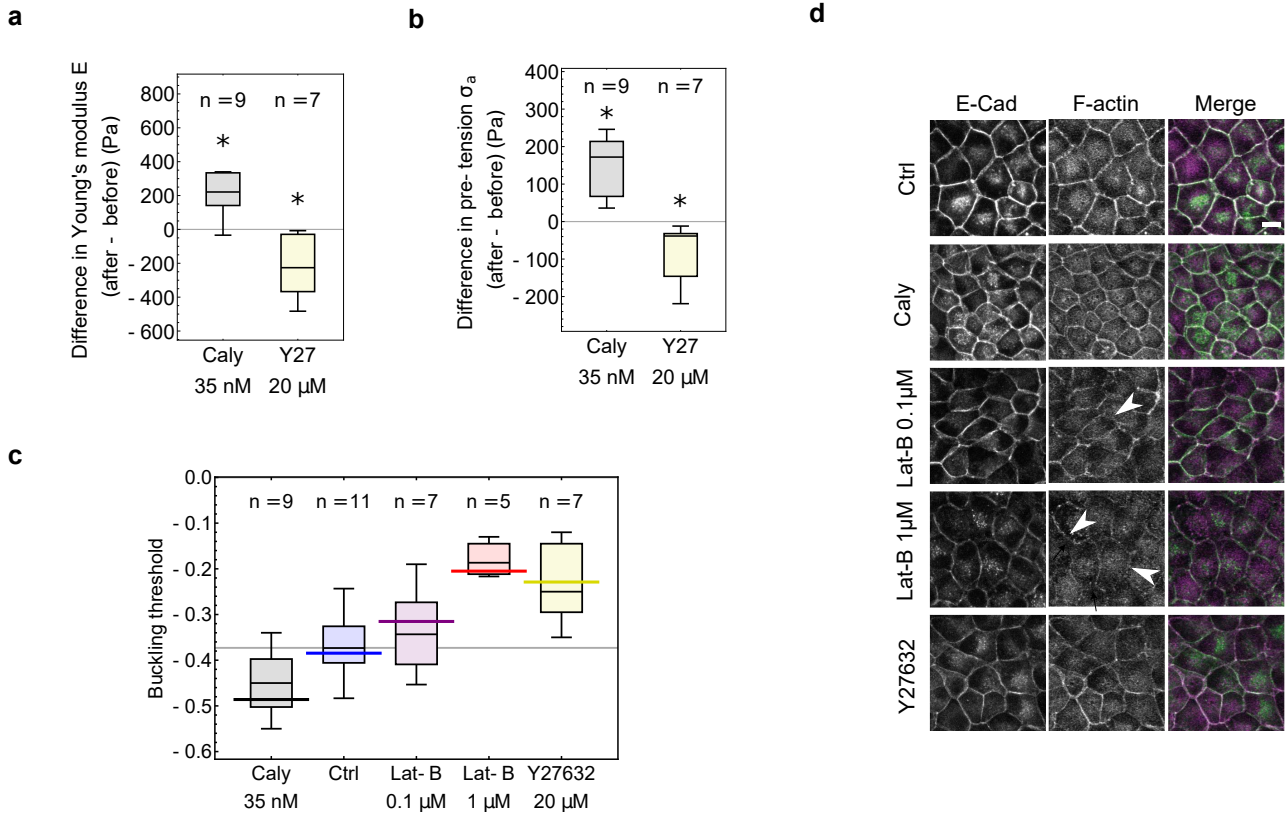 a
Difference in Young's modulus E
(after - before) (Pa)
800
600
400
200
0
- 200
- 400
- 600
n = 9
n = 7
*
*
Caly
Y27
35 nM
20 µM
b
Difference in pre- tension σa
(after - before) (Pa)
400
300
200
100
0
- 100
- 200
n = 9
n = 7
*
*
Caly
Y27
35 nM
20 µM
c
Buckling threshold
0.0
- 0.1
- 0.2
- 0.3
- 0.4
- 0.5
- 0.6
n = 9
n = 11
n = 7
n = 5
n = 7
Caly
Ctrl
Lat- B
Lat- B
Y27632
35 nM
0.1 µM
1 µM
20 µM
d
E-Cad
F-actin
Merge
Ctrl
Caly
Lat-B 0.1µM
Lat-B 1µM
Y27632